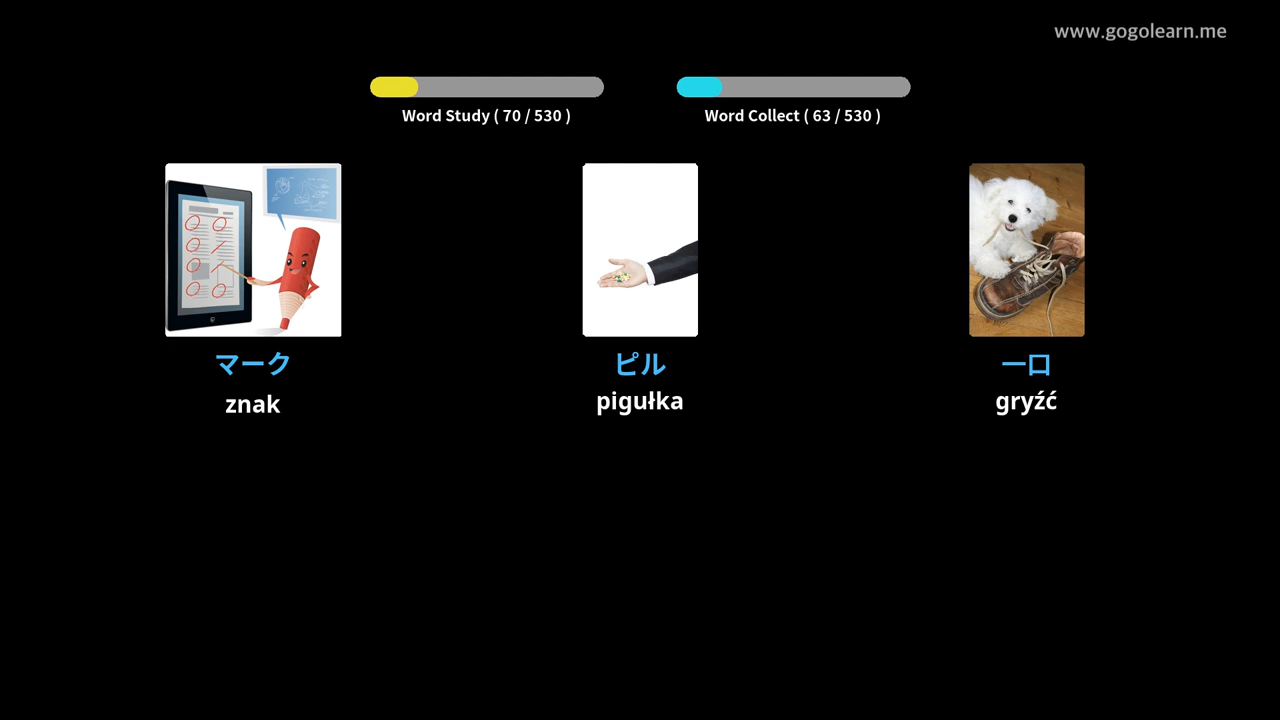 www.gogolearn.me
Word Study ( 70 / 530 )
Word Collect ( 63 / 530 )
マーク
ピル
一口
znak
pigułka
gryźć